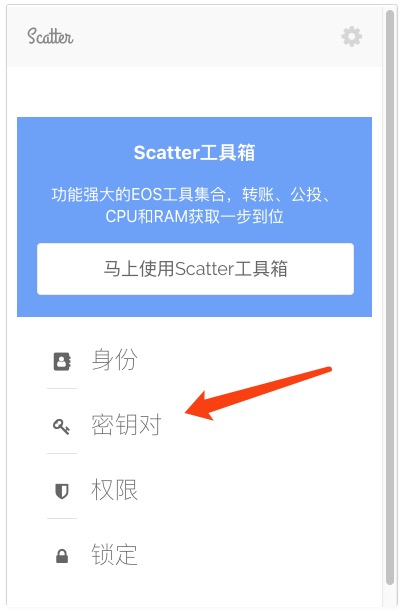 Scatter
Scatter工具箱
功能强大的EOS工具集合，转账、公投、
CPU和RAM获取一步到位
马上使用Scatter工具箱
身份
密钥对
权限
锁定